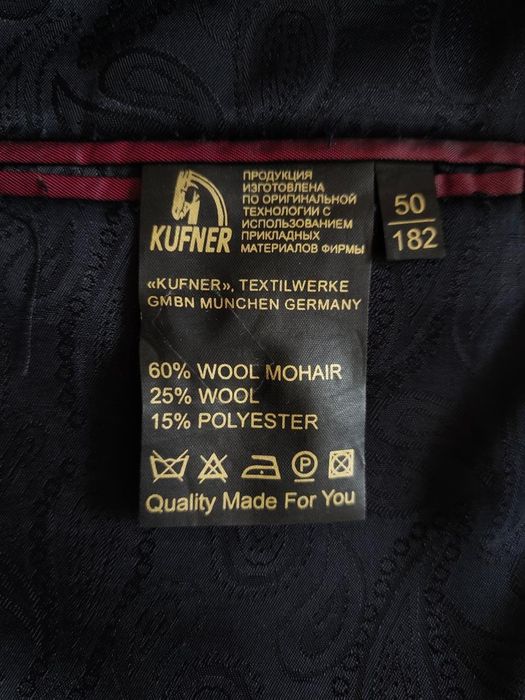 KUFNER
ПРОДУКЦИЯ
ИЗГОТОВЛЕНА
ПО ОРИГИНАЛЬНОЙ
ТЕХНОЛОГИИ С
ИСПОЛЬЗОВАНИЕМ
ПРИКЛАДНЫХ
МАТЕРИАЛОВ ФИРМЫ
50
182
«KUFNER», TEXTILWERKE
GMBN MUNCHEN GERMANY
60% WOOL MOHAIR
25% WOOL
15% POLYESTER
P
Quality Made For You